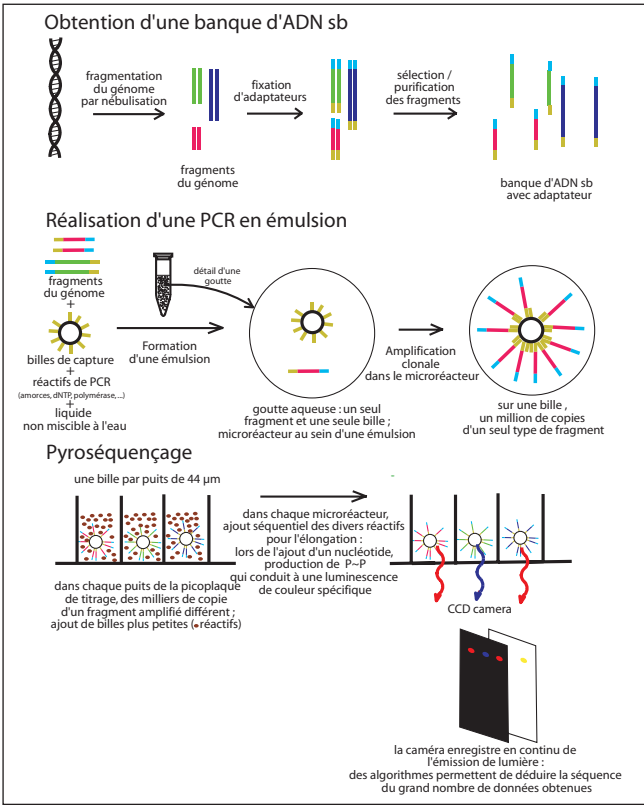 Obtention d'une banque d'ADN sb
fragmentation
du génome
par nébulisation
fragments
du génome
fixation
d'adaptateurs
sélection /
purification
des fragments
banque d'ADN sb
avec adaptateur
Réalisation d'une PCR en émulsion
fragments
du génome
+
billes de capture
+
réactifs de PCR
(amorces, dNTP, polymérase, ...)
+
liquide
non miscible à l'eau
Formation
d'une émulsion
détail d'une
goutte
goutte aqueuse : un seul
fragment et une seule bille ;
microréacteur au sein d'une émulsion
Amplification
clonale
dans le microréacteur
sur une bille ,
un million de copies
d'un seul type de fragment
Pyroséquençage
une bille par puits de 44 µm
dans chaque puits de la picoplaque
de titrage, des milliers de copie
d'un fragment amplifié différent ;
ajout de billes plus petites ( réactifs)
dans chaque microréacteur,
ajout séquentiel des divers réactifs
pour l'élongation :
lors de l'ajout d'un nucléotide,
production de P~P
qui conduit à une luminescence
de couleur spécifique
CCD camera
la caméra enregistre en continu de
l'émission de lumière :
des algorithmes permettent de déduire la séquence
du grand nombre de données obtenues